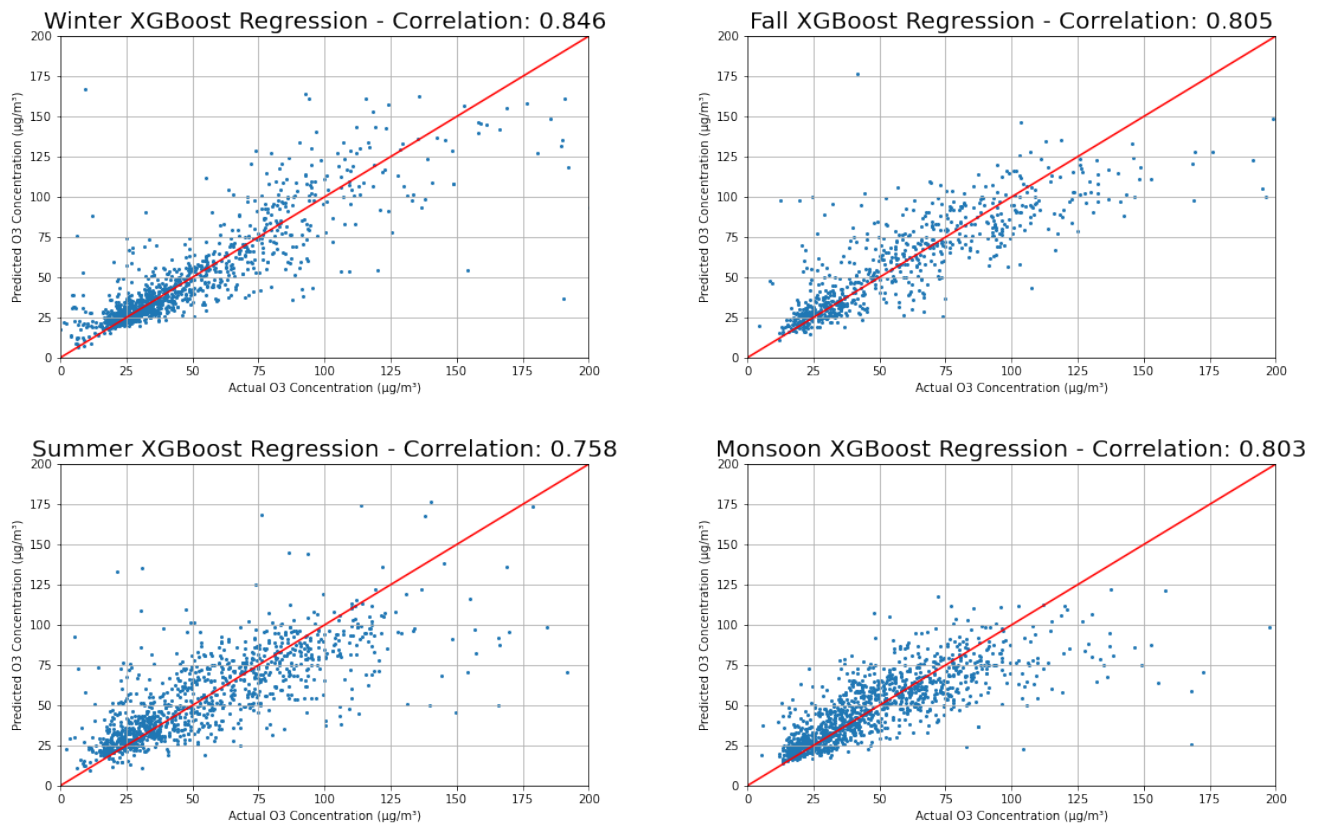 Winter XGBoost Regression - Correlation: 0.846
200
175
150
125
100
75
50
25
0
Predicted O3 Concentration (µg/m³)
0 25 50 75 100 125 150 175 200
Actual O3 Concentration (µg/m³)
Fall XGBoost Regression - Correlation: 0.805
200
175
150
125
100
75
50
25
0
Predicted O3 Concentration (µg/m³)
0 25 50 75 100 125 150 175 200
Actual O3 Concentration (µg/m³)
Summer XGBoost Regression - Correlation: 0.758
200
175
150
125
100
75
50
25
0
Predicted O3 Concentration (µg/m³)
0 25 50 75 100 125 150 175 200
Actual O3 Concentration (µg/m³)
Monsoon XGBoost Regression - Correlation: 0.803
200
175
150
125
100
75
50
25
0
Predicted O3 Concentration (µg/m³)
0 25 50 75 100 125 150 175 200
Actual O3 Concentration (µg/m³)